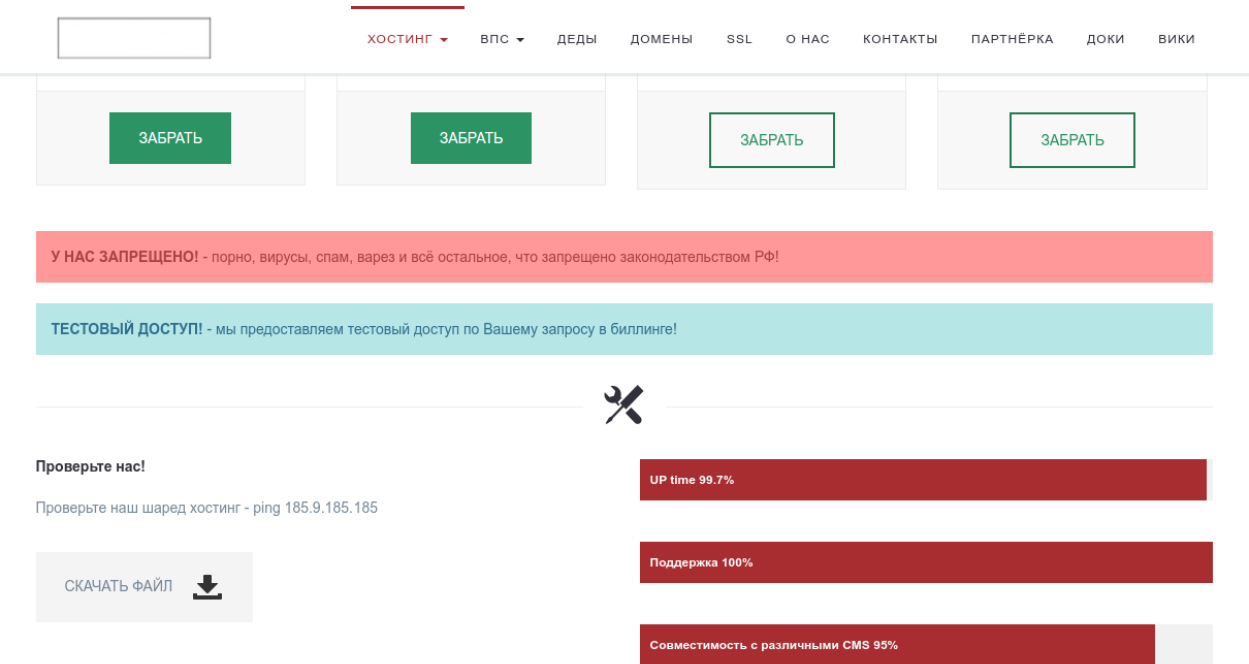 ХОСТИНГ ВПС ДЕДЫ ДОМЕНЫ SSL О НАС КОНТАКТЫ ПАРТНЁРКА ДОКИ ВИКИ
ЗАБРАТЬ ЗАБРАТЬ ЗАБРАТЬ ЗАБРАТЬ
У НАС ЗАПРЕЩЕНО! - порно, вирусы, спам, варез и всё остальное, что запрещено законодательством РФ!
ТЕСТОВЫЙ ДОСТУП! - мы предоставляем тестовый доступ по Вашему запросу в биллинге!
Проверьте нас!
Проверьте наш шаред хостинг - ping 185.9.185.185
СКАЧАТЬ ФАЙЛ
UP time 99.7%
Поддержка 100%
Совместимость с различными CMS 95%